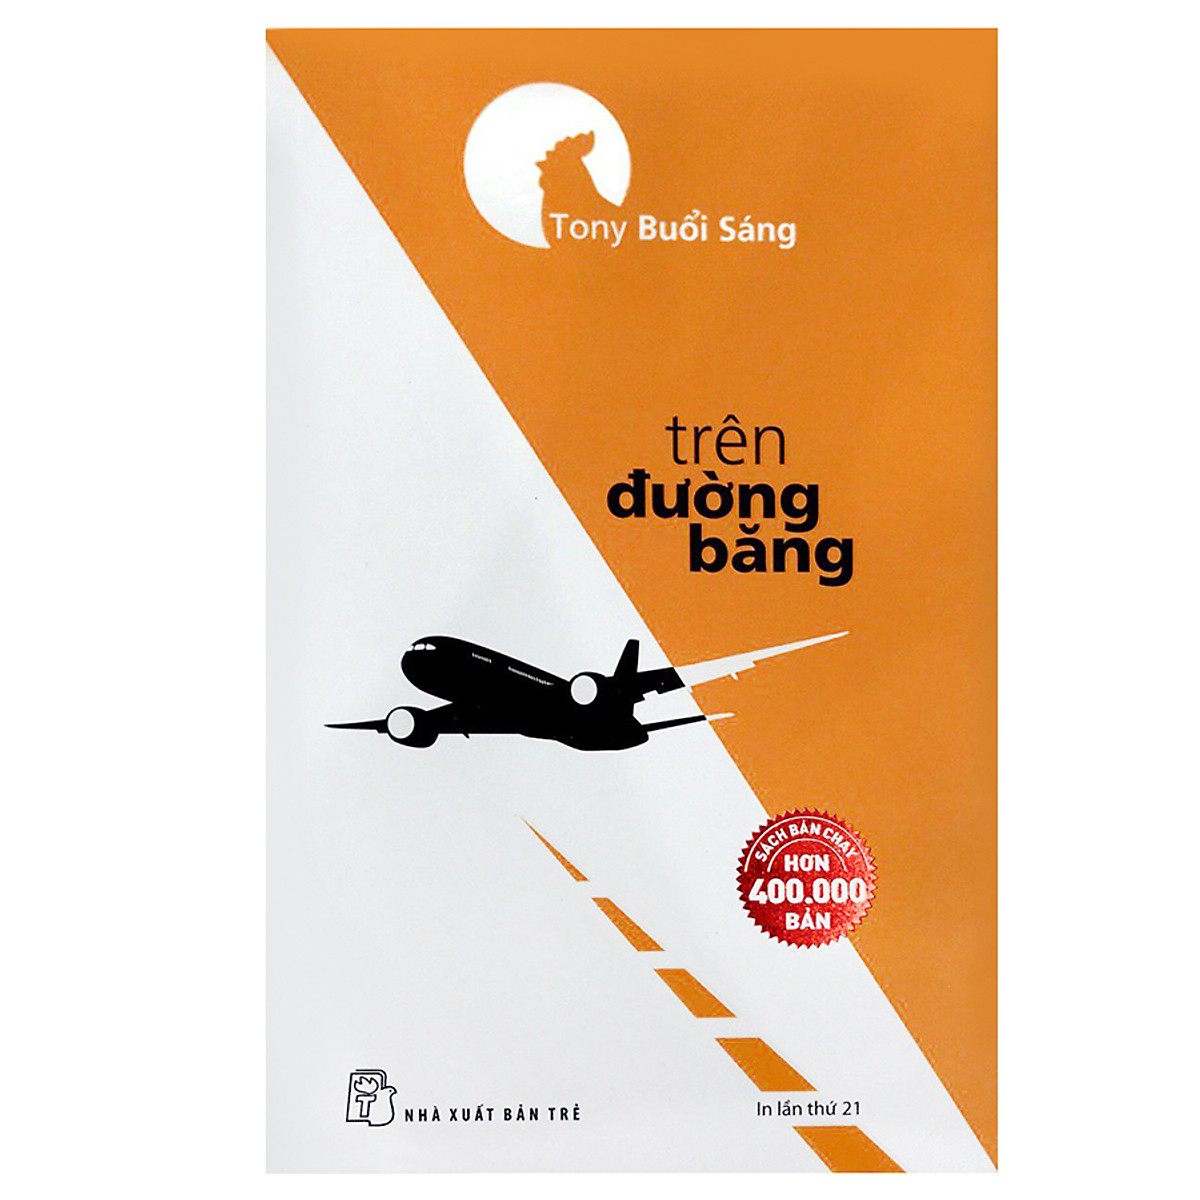 Tony Buổi Sáng
trên
đường
băng
SÁCH BÁN CHẠY
HƠN
400.000
BẢN
NHÀ XUẤT BẢN TRẺ
In lần thứ 21